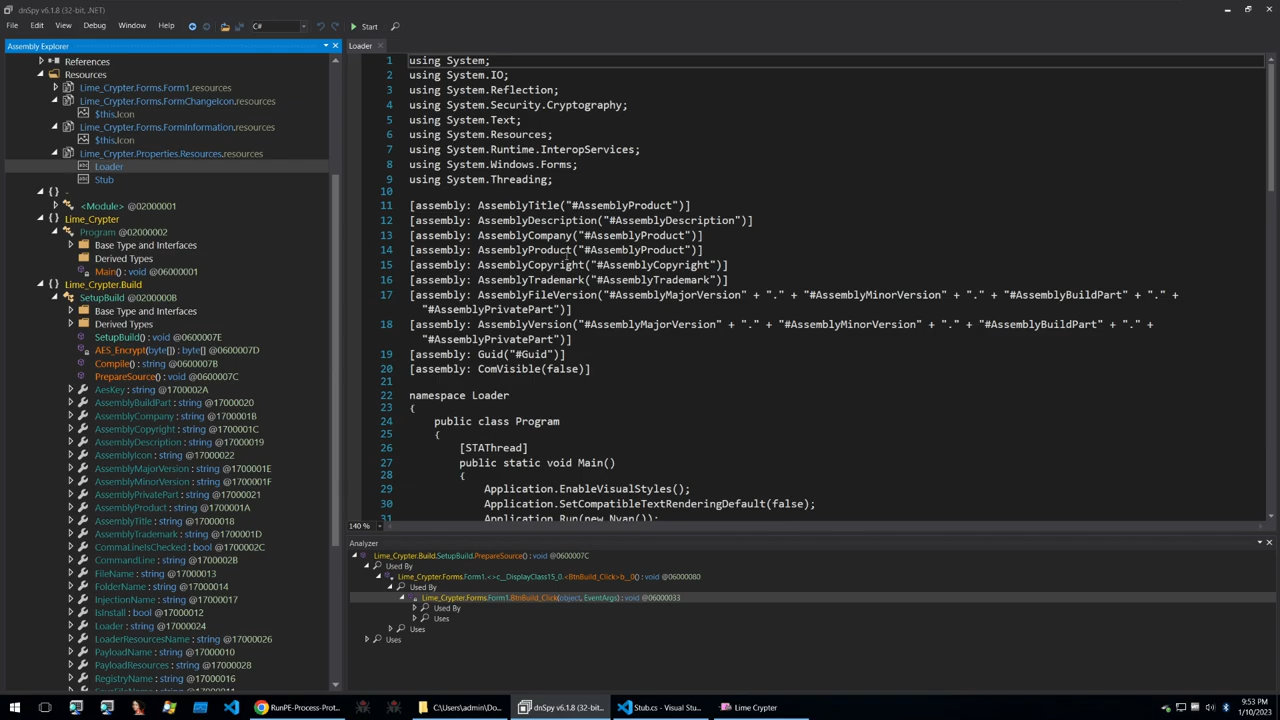 dnSpy v6.1.8 (32-bit, .NET)
File Edit View Debug Window Help C# Start
Assembly Explorer
References
Resources
Lime_Crypter.Forms.Form1.resources
Lime_Crypter.Forms.FormChangeIcon.resources
$this.Icon
Lime_Crypter.Forms.FormInformation.resources
$this.Icon
Lime_Crypter.Properties.Resources.resources
Loader
Stub
{ } -
<Module> @02000001
{ } Lime_Crypter
Program @02000002
Base Type and Interfaces
Derived Types
Main() : void @06000001
{ } Lime_Crypter.Build
SetupBuild @0200000B
Base Type and Interfaces
Derived Types
SetupBuild() : void @0600007E
AES_Encrypt(byte[]) : byte[] @0600007D
Compile() : string @0600007B
PrepareSource() : void @0600007C
AesKey : string @1700002A
AssemblyBuildPart : string @17000020
AssemblyCompany : string @1700001B
AssemblyCopyright : string @1700001C
AssemblyDescription : string @17000019
AssemblyIcon : string @17000022
AssemblyMajorVersion : string @1700001E
AssemblyMinorVersion : string @1700001F
AssemblyPrivatePart : string @17000021
AssemblyProduct : string @1700001A
AssemblyTitle : string @17000018
AssemblyTrademark : string @1700001D
CommaLineIsChecked : bool @1700002C
CommandLine : string @1700002B
FileName : string @17000013
FolderName : string @17000014
InjectionName : string @17000017
IsInstall : bool @17000012
Loader : string @17000024
LoaderResourcesName : string @17000026
PayloadName : string @17000010
PayloadResources : string @17000028
RegistryName : string @17000015
Loader
1 using System;
2 using System.IO;
3 using System.Reflection;
4 using System.Security.Cryptography;
5 using System.Text;
6 using System.Resources;
7 using System.Runtime.InteropServices;
8 using System.Windows.Forms;
9 using System.Threading;
10
11 [assembly: AssemblyTitle("#AssemblyProduct")]
12 [assembly: AssemblyDescription("#AssemblyDescription")]
13 [assembly: AssemblyCompany("#AssemblyProduct")]
14 [assembly: AssemblyProduct("#AssemblyProduct")]
15 [assembly: AssemblyCopyright("#AssemblyCopyright")]
16 [assembly: AssemblyTrademark("#AssemblyTrademark")]
17 [assembly: AssemblyFileVersion("#AssemblyMajorVersion" + "." + "#AssemblyMinorVersion" + "." + "#AssemblyBuildPart" + "." +
"#AssemblyPrivatePart")]
18 [assembly: AssemblyVersion("#AssemblyMajorVersion" + "." + "#AssemblyMinorVersion" + "." + "#AssemblyBuildPart" + "." +
"#AssemblyPrivatePart")]
19 [assembly: Guid("#Guid")]
20 [assembly: ComVisible(false)]
21
22 namespace Loader
23 {
24 public class Program
25 {
26 [STAThread]
27 public static void Main()
28 {
29 Application.EnableVisualStyles();
30 Application.SetCompatibleTextRenderingDefault(false);
31 Application.Run(new Nyan());
140 %
Analyzer
Lime_Crypter.Build.SetupBuild.PrepareSource() : void @0600007C
Used By
Lime_Crypter.Forms.Form1.<>c__DisplayClass15_0.<BtnBuild_Click>b__0() : void @06000080
Used By
Lime_Crypter.Forms.Form1.BtnBuild_Click(object, EventArgs) : void @06000033
Used By
Uses
Uses
Uses
RunPE-Process-Prot...
C:\Users\admin\Do...
dnSpy v6.1.8 (32-bit,...
Stub.cs - Visual Stud...
Lime Crypter
9:53 PM
1/10/2023